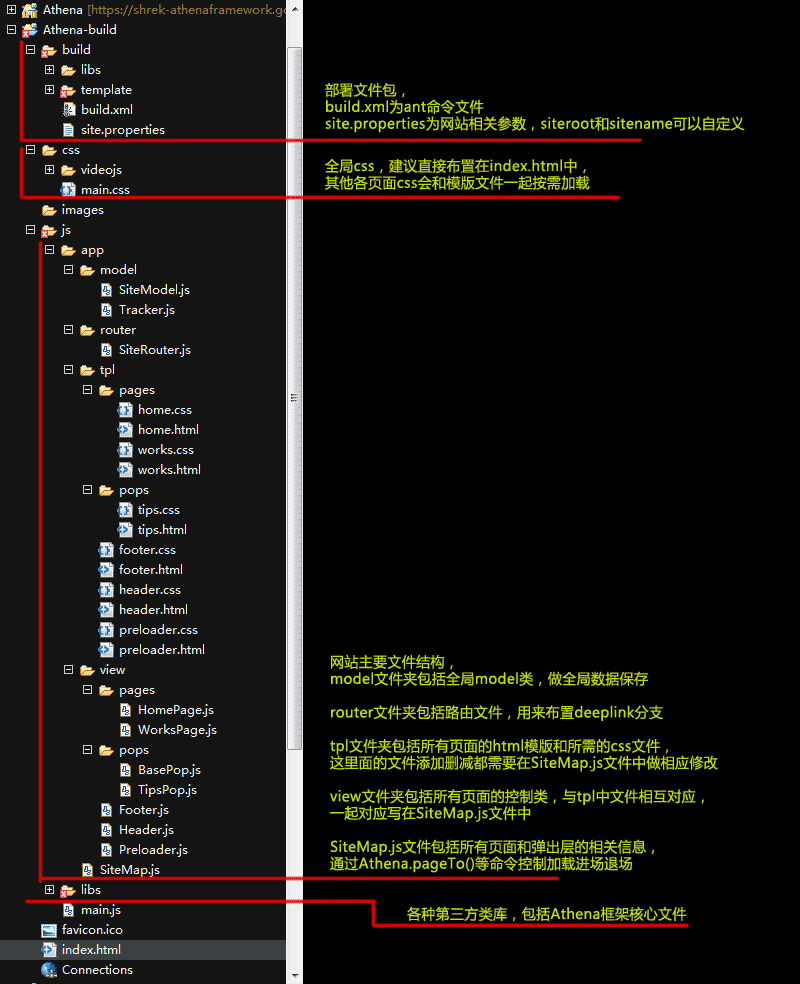 Athena [https://shrek-athenaframework.go
Athena-build
build
libs
template
build.xml
site.properties
css
videojs
main.css
images
js
app
model
SiteModel.js
Tracker.js
router
SiteRouter.js
tpl
pages
home.css
home.html
works.css
works.html
pops
tips.css
tips.html
footer.css
footer.html
header.css
header.html
preloader.css
preloader.html
view
pages
HomePage.js
WorksPage.js
pops
BasePop.js
TipsPop.js
Footer.js
Header.js
Preloader.js
SiteMap.js
libs
main.js
favicon.ico
index.html
Connections
部署文件包，
build.xml为ant命令文件
site.properties为网站相关参数，siteroot和sitename可以自定义
全局css，建议直接布置在index.html中，
其他各页面css会和模版文件一起按需加载
网站主要文件结构，
model文件夹包括全局model类，做全局数据保存
router文件夹包括路由文件，用来布置deeplink分支
tpl文件夹包括所有页面的html模版和所需的css文件，
这里面的文件添加删减都需要在SiteMap.js文件中做相应修改
view文件夹包括所有页面的控制类，与tpl中文件相互对应，
一起对应写在SiteMap.js文件中
SiteMap.js文件包括所有页面和弹出层的相关信息，
通过Athena.pageTo()等命令控制加载进场退场
各种第三方类库，包括Athena框架核心文件